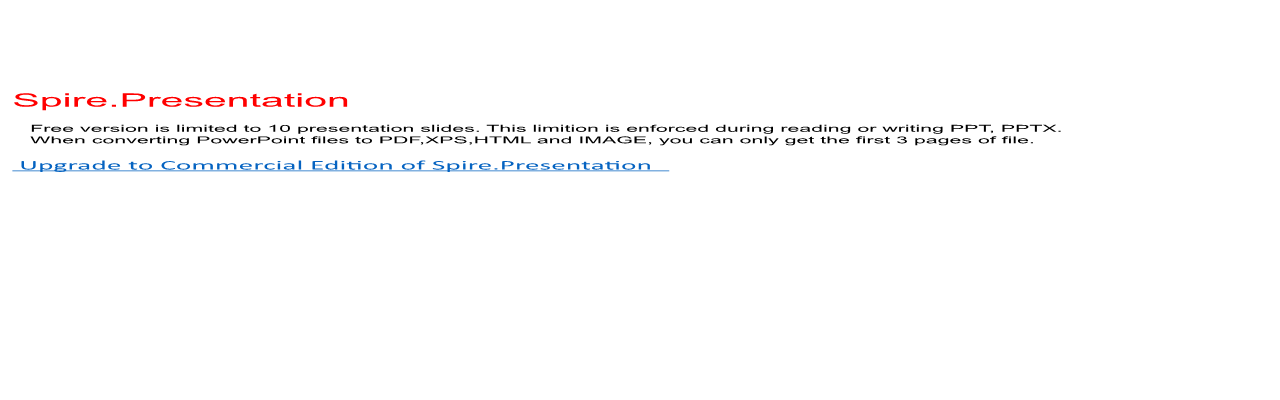 Spire.Presentation
Free version is limited to 10 presentation slides. This limition is enforced during reading or writing PPT, PPTX.
When converting PowerPoint files to PDF,XPS,HTML and IMAGE, you can only get the first 3 pages of file.
Upgrade to Commercial Edition of Spire.Presentation